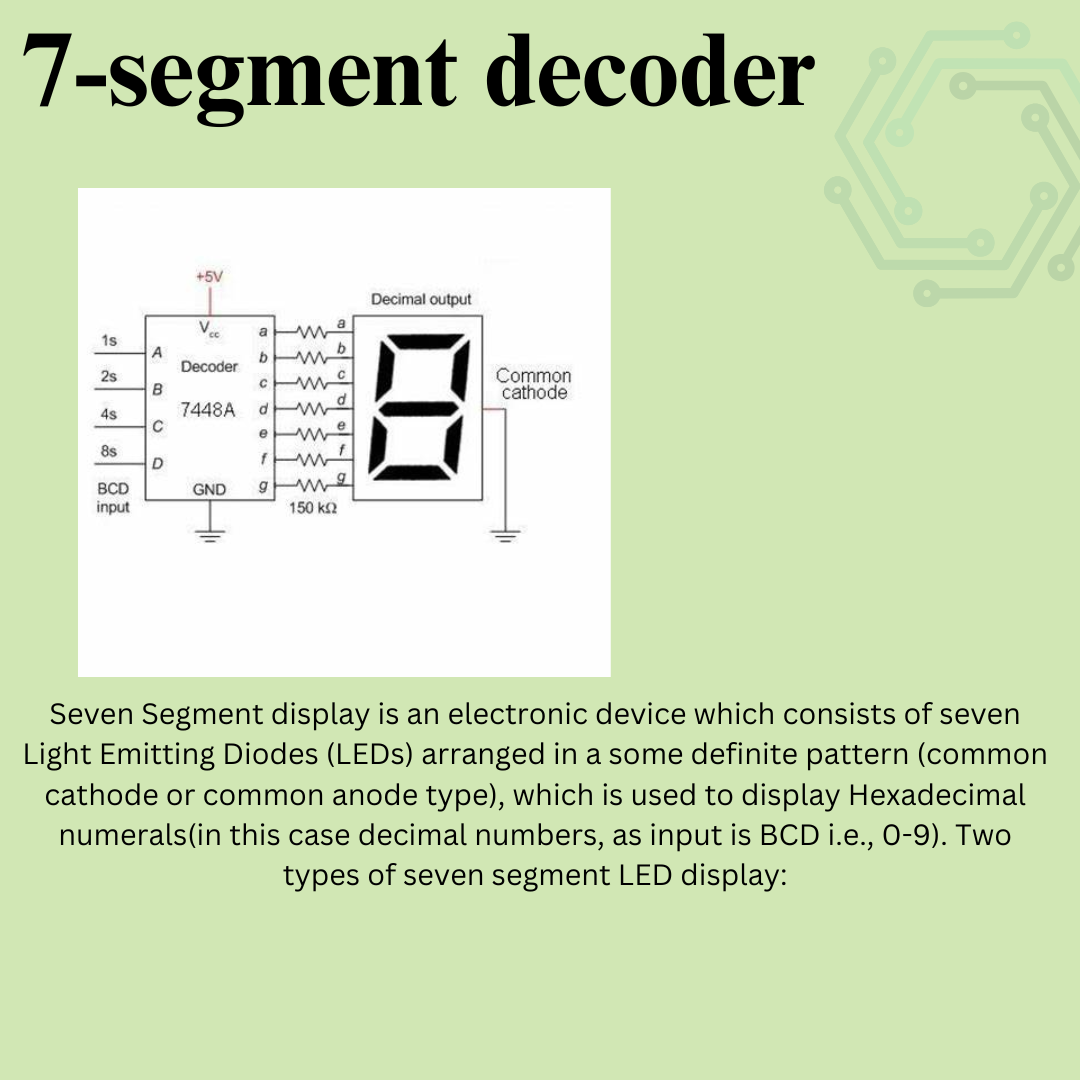 7-segment decoder
+5V
Decimal output
Vcc
1s
A
a
a
Decoder
b
b
2s
B
c
c
Common
cathode
7448A
d
d
4s
C
e
e
8s
D
f
f
BCD
input
GND
g
g
150 kΩ
Seven Segment display is an electronic device which consists of seven
Light Emitting Diodes (LEDs) arranged in a some definite pattern (common
cathode or common anode type), which is used to display Hexadecimal
numerals(in this case decimal numbers, as input is BCD i.e., 0-9). Two
types of seven segment LED display: